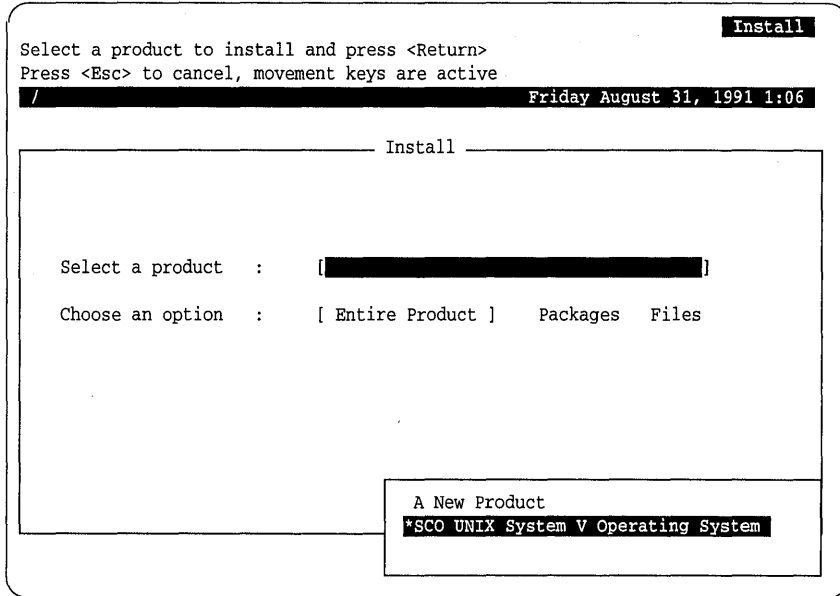 Install
Select a product to install and press <Return>
Press <Esc> to cancel, movement keys are active
/ Friday August 31, 1991 1:06
Install
Select a product : [ ]
Choose an option : [ Entire Product ] Packages Files
A New Product
*SCO UNIX System V Operating System